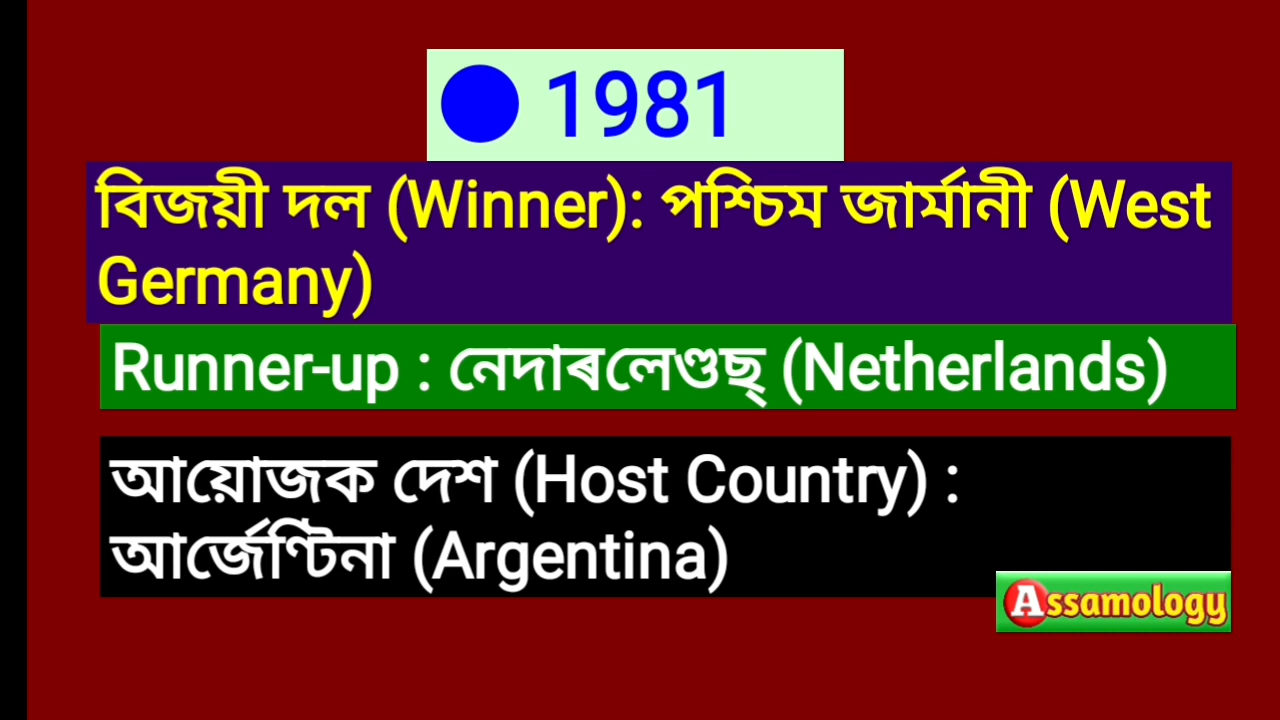 1981
বিজয়ী দল (Winner): পশ্চিম জাৰ্মানী (West
Germany)
Runner-up : নেদাৰলেণ্ডছ্ (Netherlands)
আয়োজক দেশ (Host Country) :
আৰ্জেণ্টিনা (Argentina)
Assamology